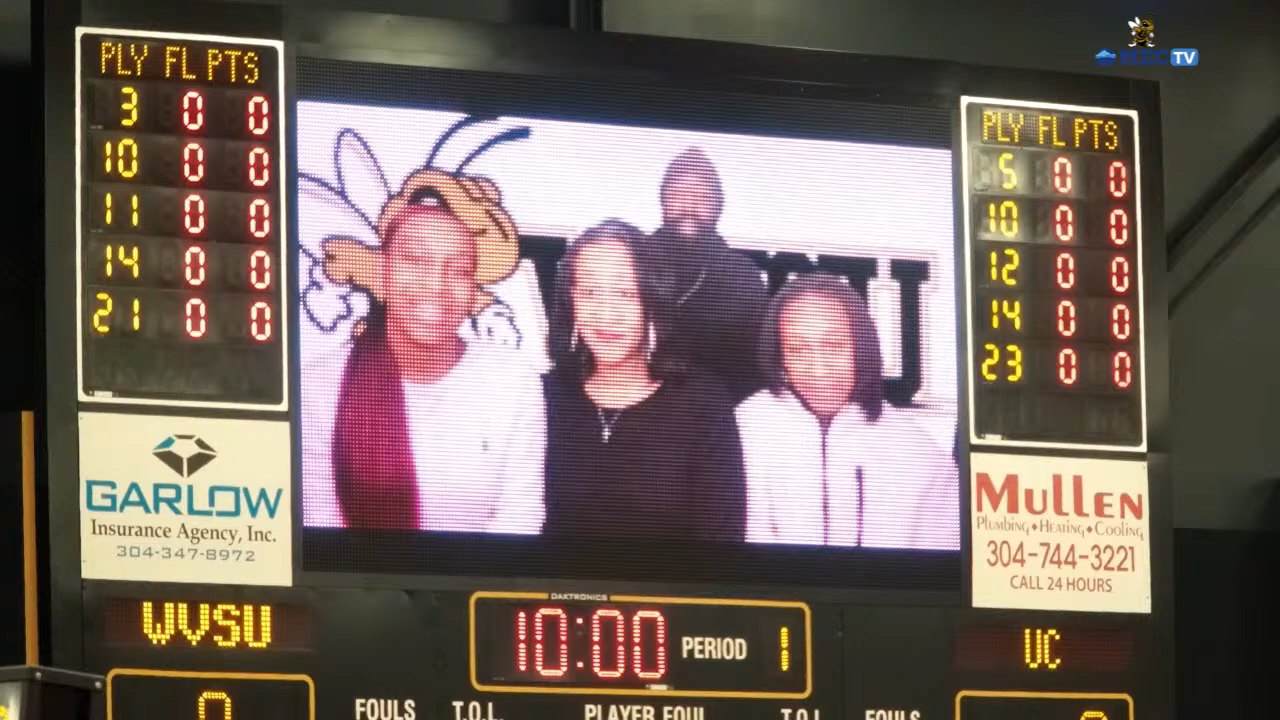 MECTV
PLY FL PTS
3 0 0
10 0 0
11 0 0
14 0 0
21 0 0
PLY FL PTS
5 0 0
10 0 0
12 0 0
14 0 0
23 0 0
U
GARLOW
Insurance Agency, Inc.
304-347-8972
MULLEN
Plumbing • Heating • Cooling
304-744-3221
CALL 24 HOURS
WVSU
DAKTRONICS
10:00 PERIOD 1
UC
0
FOULS T.O.L. PLAYER FOUL T.O.L. FOULS